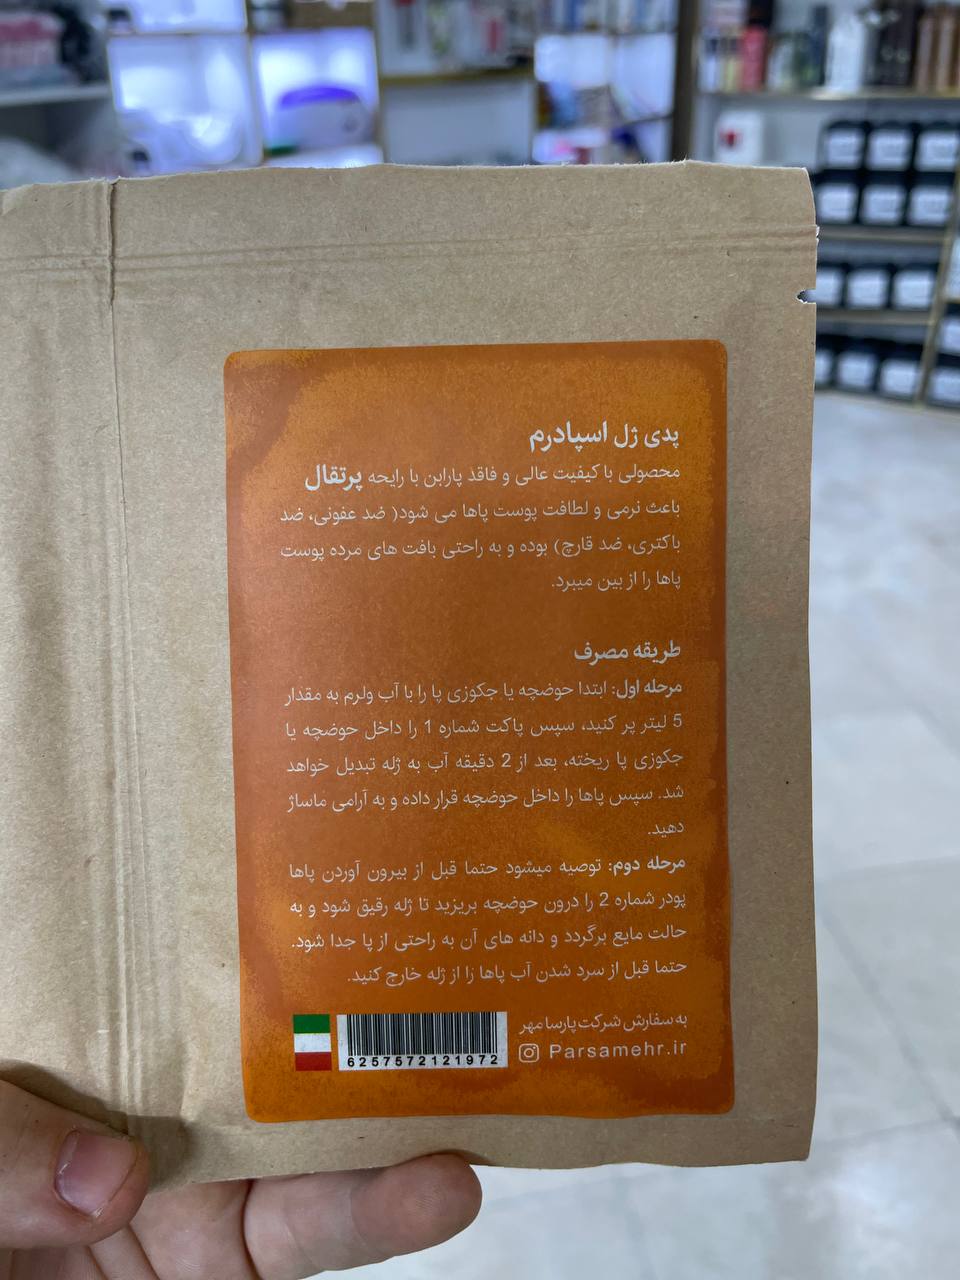 پدی ژل اسپادرم
محصولی با کیفیت عالی و فاقد پارابن با رایحه پرتقال
باعث نرمی و لطافت پوست پاها می شود( ضد عفونی، ضد
باکتری، ضد قارچ) بوده و به راحتی بافت های مرده پوست
پاها را از بین میبرد.
طریقه مصرف
مرحله اول: ابتدا حوضچه یا جکوزی پا را با آب ولرم به مقدار
5 لیتر پر کنید، سپس پاکت شماره 1 را داخل حوضچه یا
جکوزی پا ریخته، بعد از 2 دقیقه آب به ژله تبدیل خواهد
شد. سپس پاها را داخل حوضچه قرار داده و به آرامی ماساژ
دهید.
مرحله دوم: توصیه میشود حتما قبل از بیرون آوردن پاها
پودر شماره 2 را درون حوضچه بریزید تا ژله رقیق شود و به
حالت مایع برگردد و دانه های آن به راحتی از پا جدا شود.
حتما قبل از سرد شدن آب پاها را از ژله خارج کنید.
به سفارش شرکت پارسا مهر
Parsamehr.ir
6257572121972